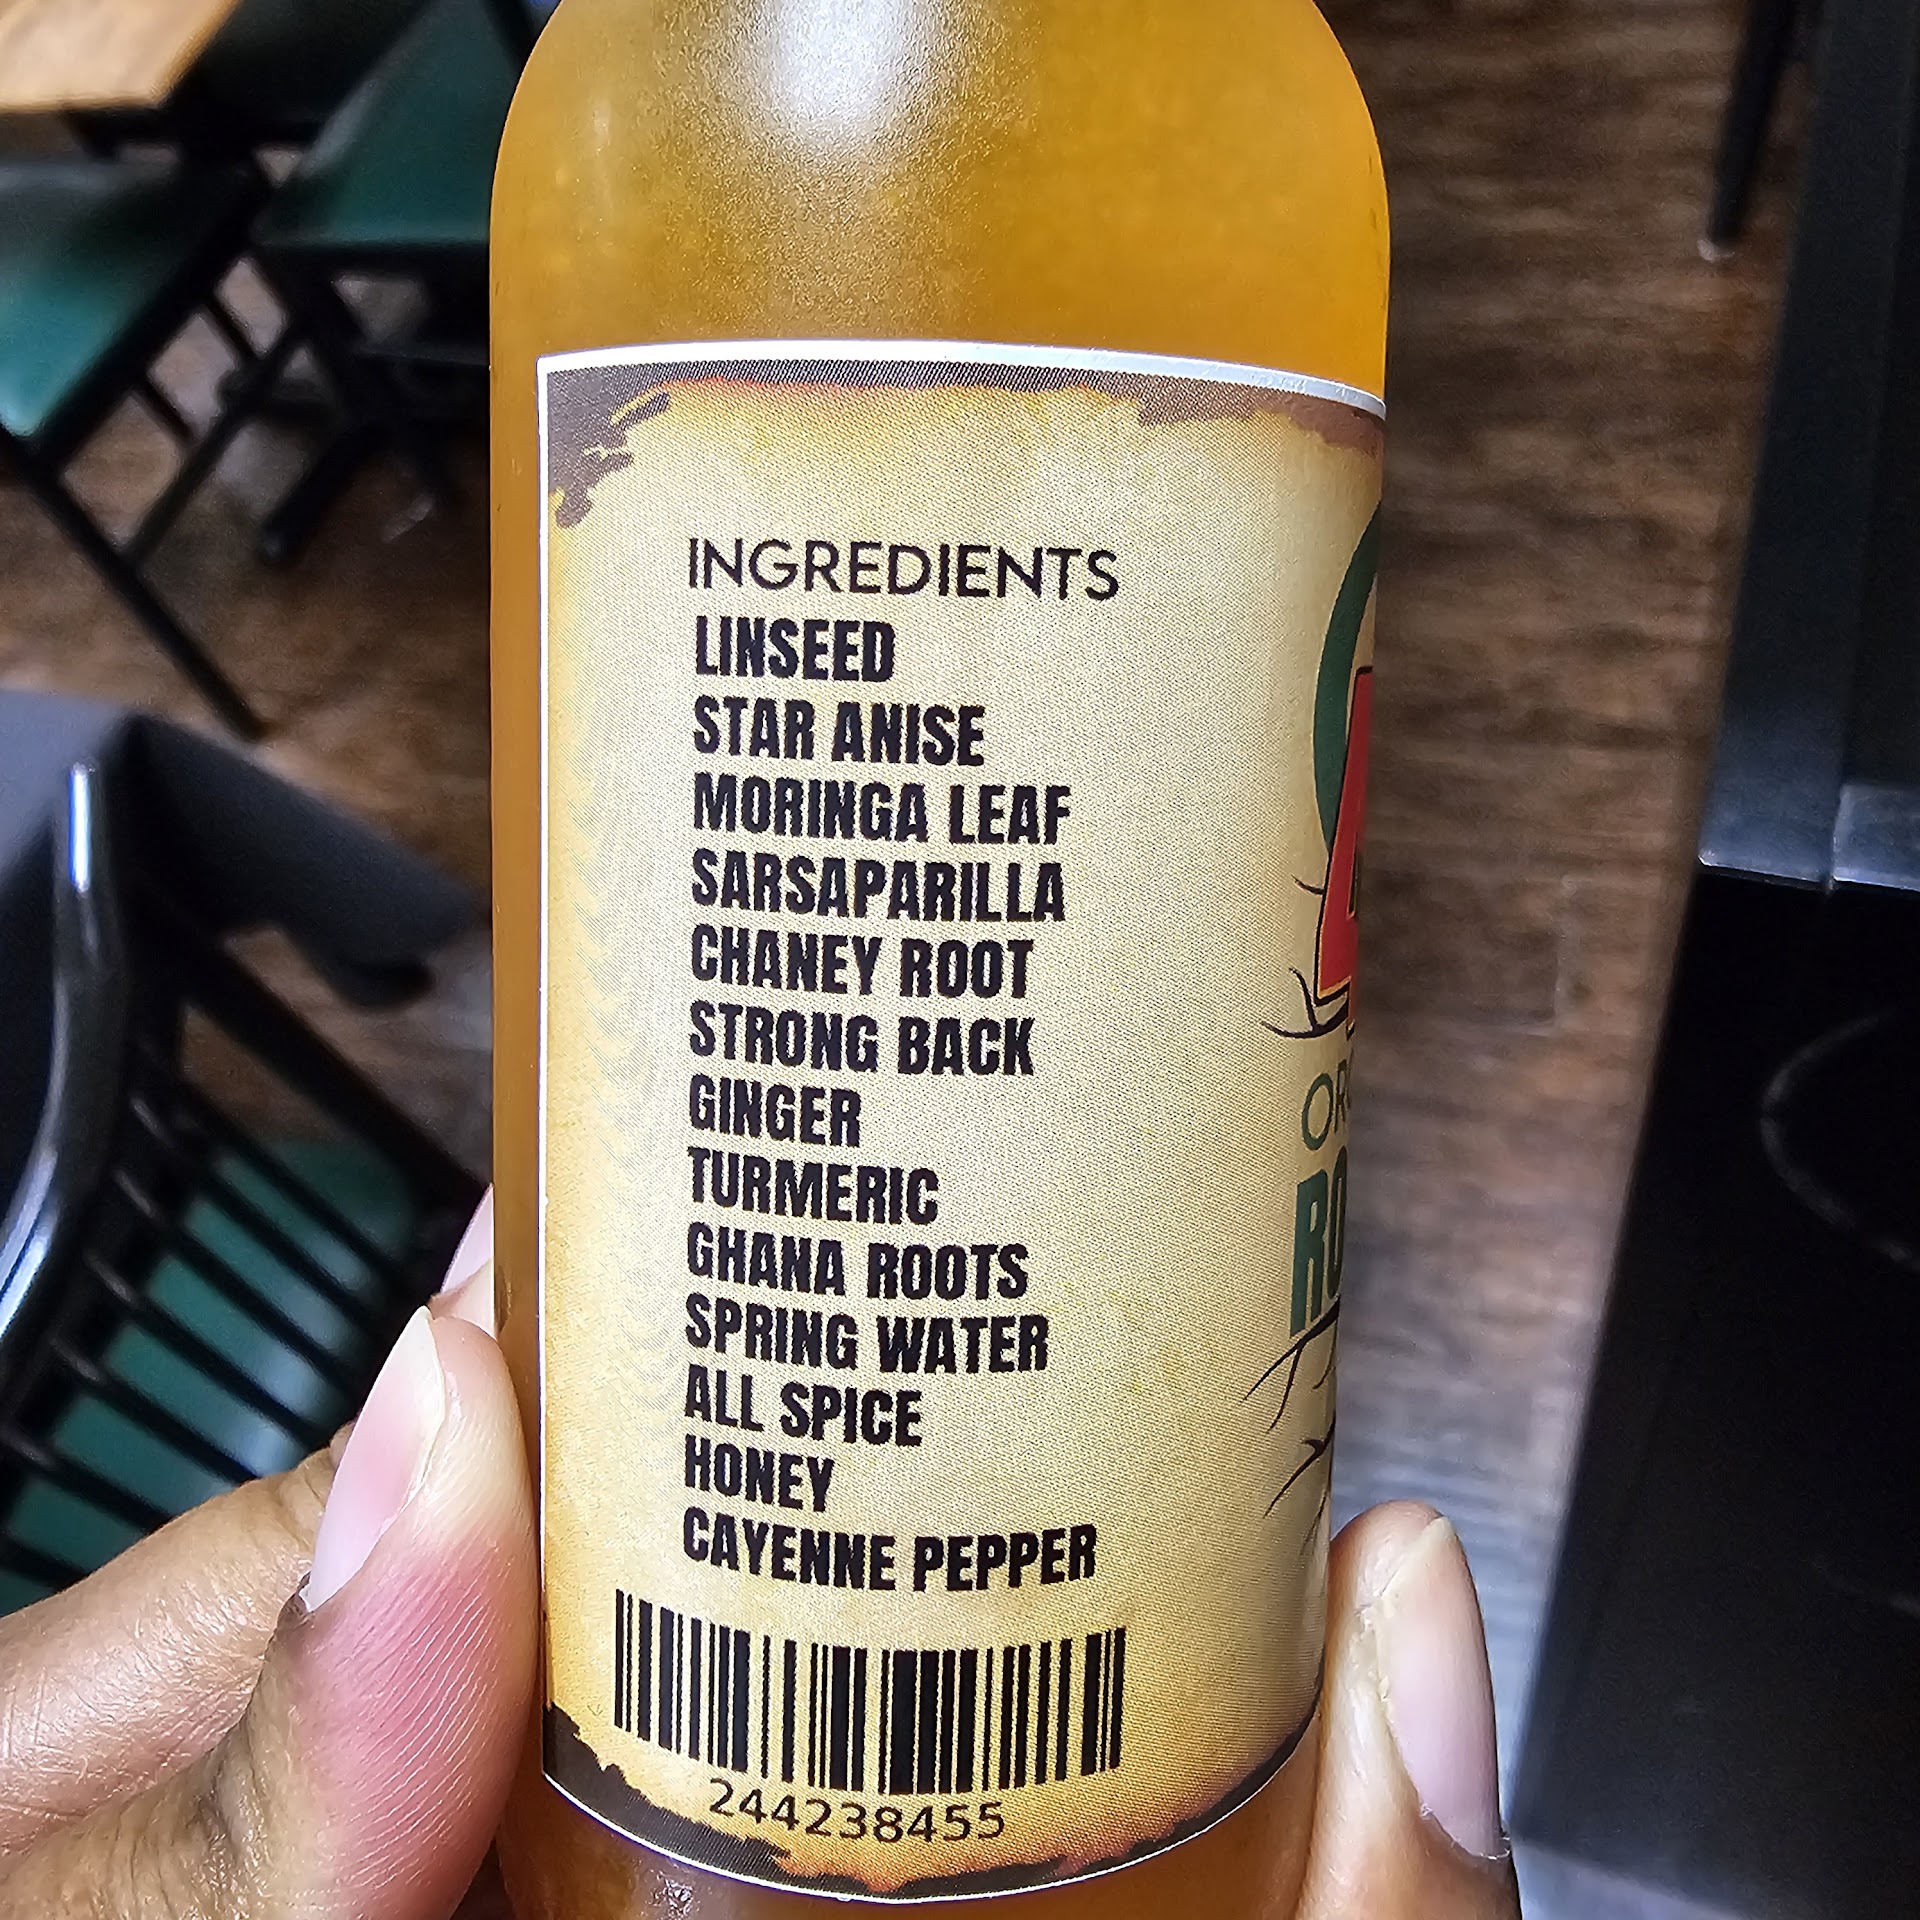 INGREDIENTS
LINSEED
STAR ANISE
MORINGA LEAF
SARSAPARILLA
CHANEY ROOT
STRONG BACK
GINGER
TURMERIC
GHANA ROOTS
SPRING WATER
ALL SPICE
HONEY
CAYENNE PEPPER
244238455